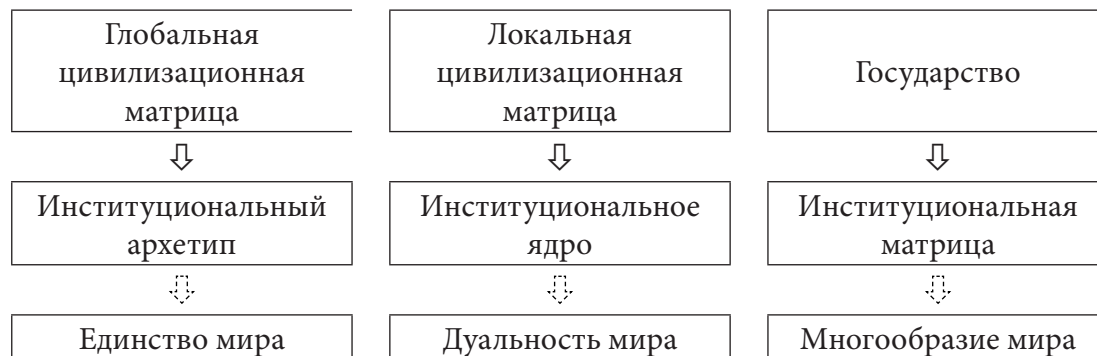 Глобальная
цивилизационная
матрица
Локальная
цивилизационная
матрица
Государство
Институциональный
архетип
Институциональное
ядро
Институциональная
матрица
Единство мира
Дуальность мира
Многообразие мира